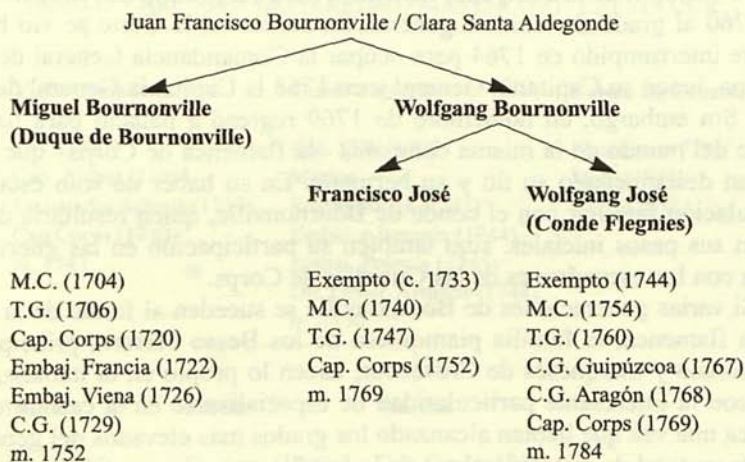 Juan Francisco Bournonville / Clara Santa Aldegonde
Miguel Bournonville
(Duque de Bournonville)
M.C. (1704)
T.G. (1706)
Cap. Corps (1720)
Embaj. Francia (1722)
Embaj. Viena (1726)
C.G. (1729)
m. 1752
Wolfgang Bournonville
Francisco José
Exempto (c. 1733)
M.C. (1740)
T.G. (1747)
Cap. Corps (1752)
m. 1769
Wolfgang José
(Conde Flegnies)
Exempto (1744)
M.C. (1754)
T.G. (1760)
C.G. Guipúzcoa (1767)
C.G. Aragón (1768)
Cap. Corps (1769)
m. 1784